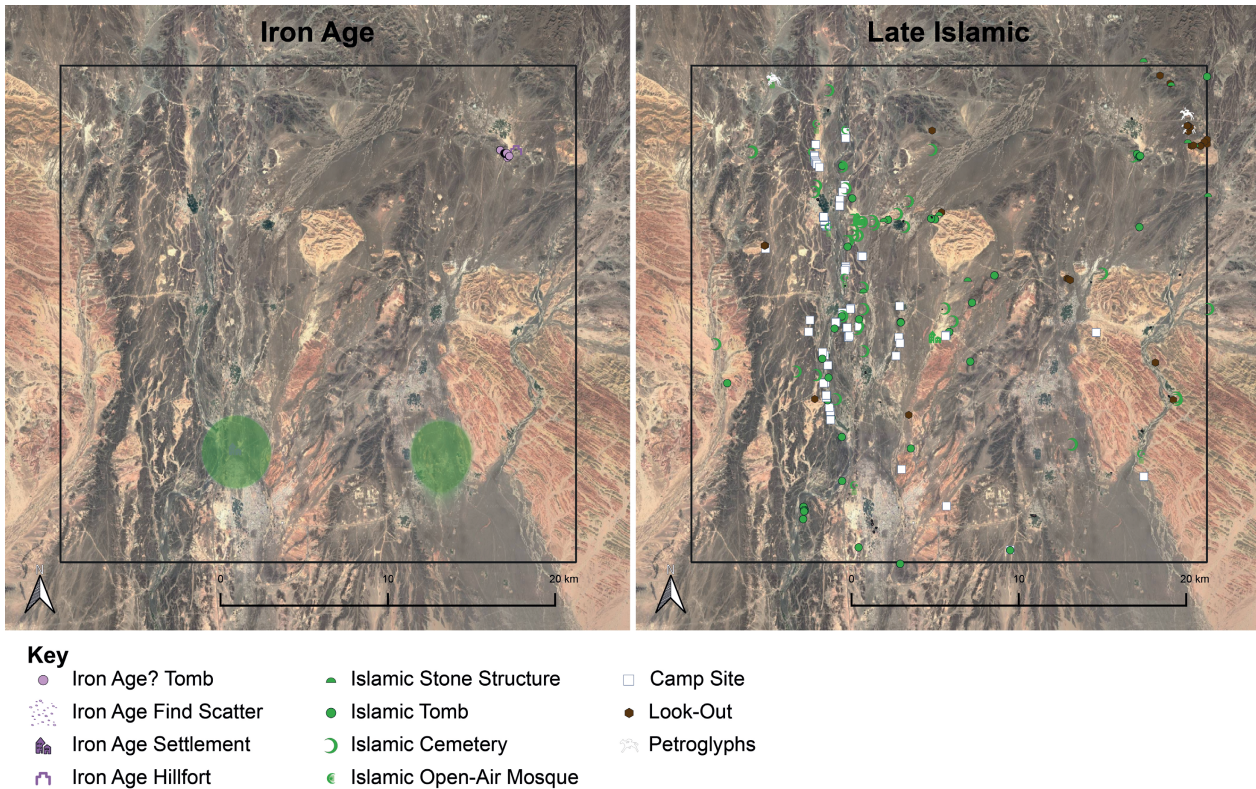 Iron Age
Late Islamic
N
0 10 20 km
N
0 10 20 km
Key
Iron Age? Tomb
Iron Age Find Scatter
Iron Age Settlement
Iron Age Hillfort
Islamic Stone Structure
Islamic Tomb
Islamic Cemetery
Islamic Open-Air Mosque
Camp Site
Look-Out
Petroglyphs